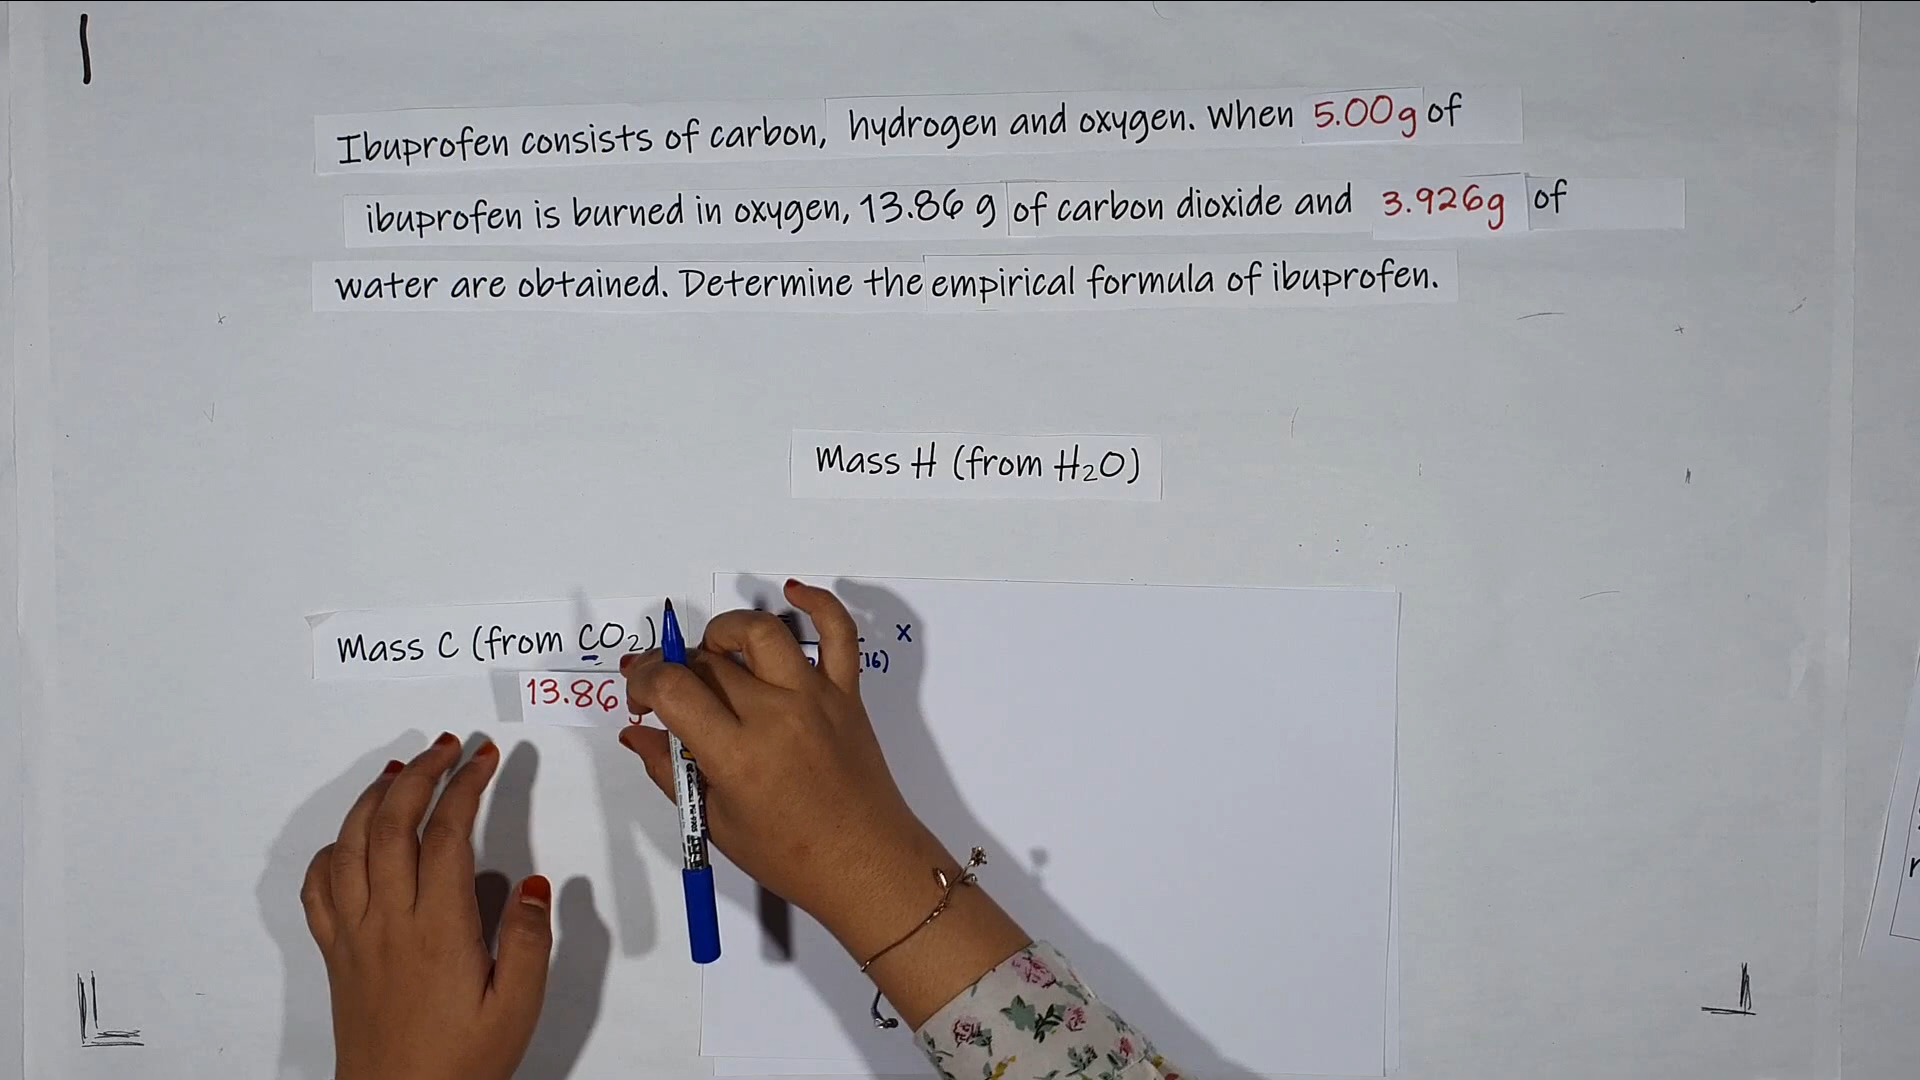 Ibuprofen consists of carbon, hydrogen and oxygen. When 5.00g of
ibuprofen is burned in oxygen, 13.86 g of carbon dioxide and 3.926g of
water are obtained. Determine the empirical formula of ibuprofen.
Mass H (from H₂O)
Mass C (from CO₂)
13.86
(16) x